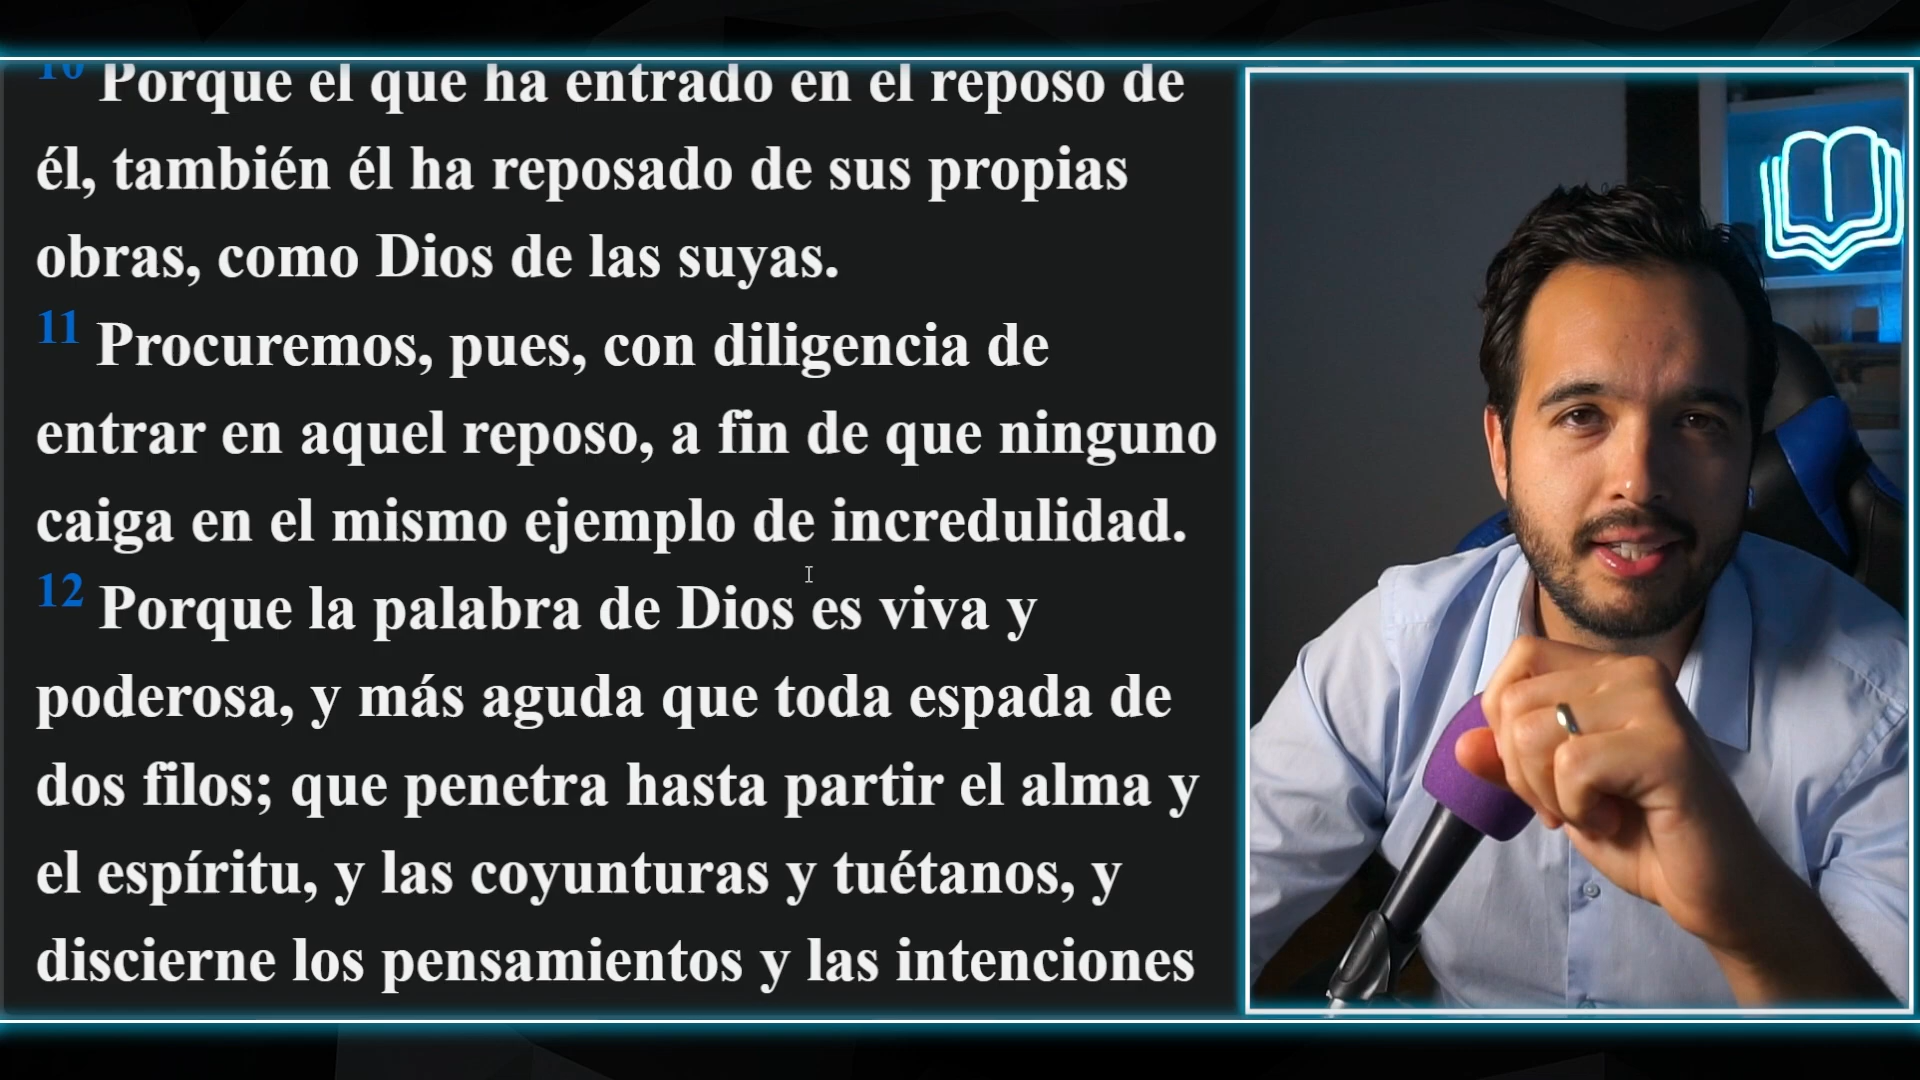 10 Porque el que ha entrado en el reposo de
él, también él ha reposado de sus propias
obras, como Dios de las suyas.
11 Procuremos, pues, con diligencia de
entrar en aquel reposo, a fin de que ninguno
caiga en el mismo ejemplo de incredulidad.
12 Porque la palabra de Dios es viva y
poderosa, y más aguda que toda espada de
dos filos; que penetra hasta partir el alma y
el espíritu, y las coyunturas y tuétanos, y
discierne los pensamientos y las intenciones